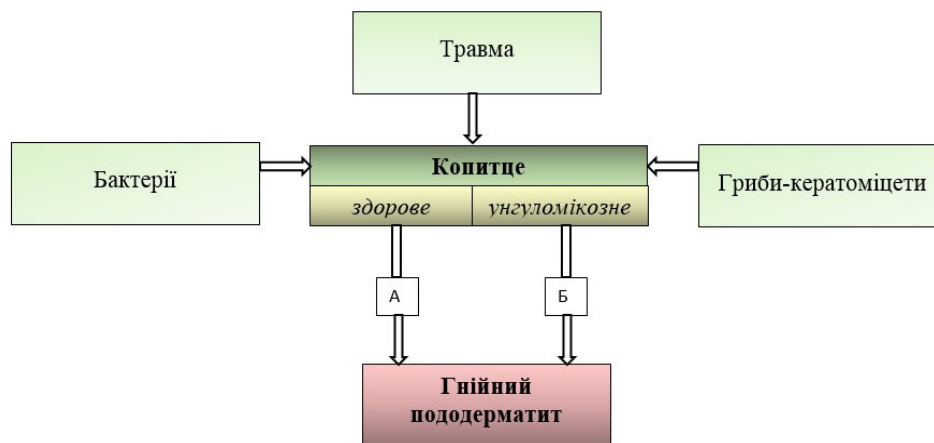 Травма
Бактерії
Копитце
Гриби-кератоміцети
здорове
унгуломікозне
А
Б
Гнійний
пододерматит